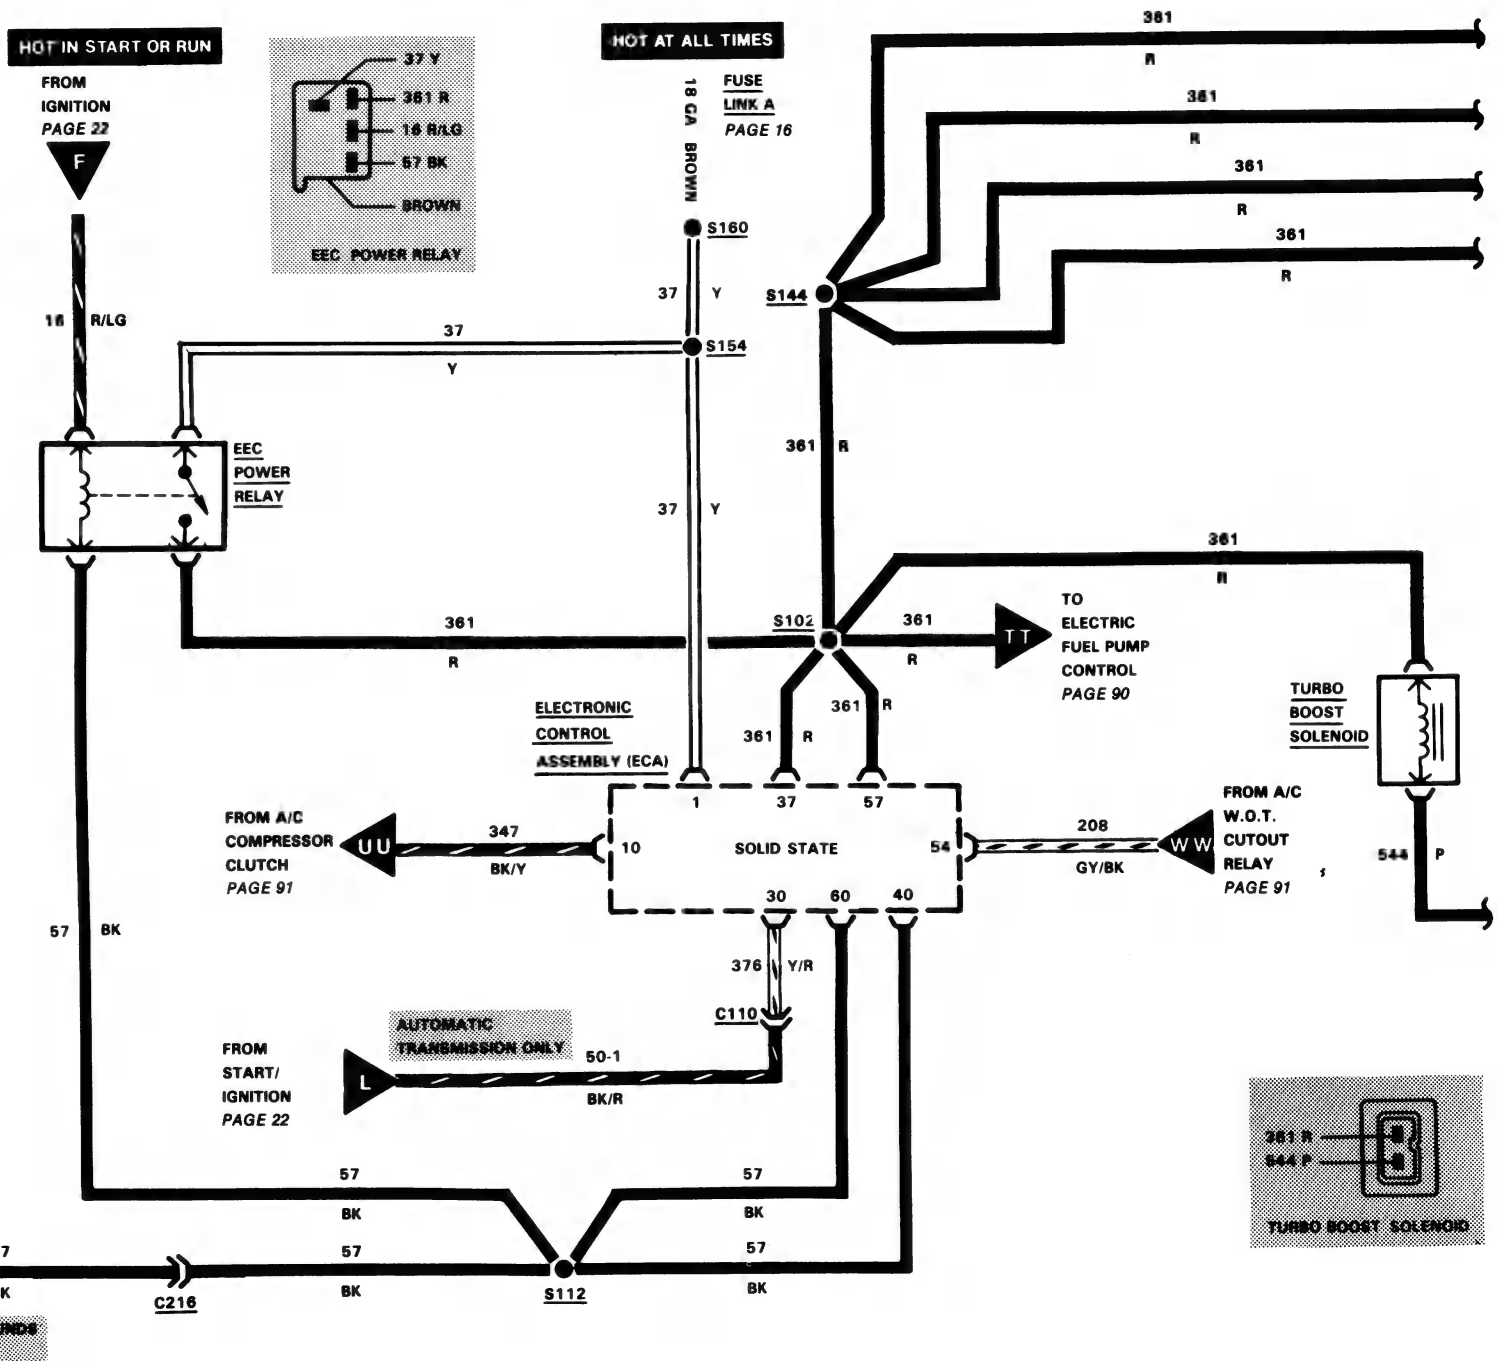 HOT IN START OR RUN
FROM
IGNITION
PAGE 22
F
16
R/LG
37 Y
361 R
16 R/LG
57 BK
BROWN
EEC POWER RELAY
HOT AT ALL TIMES
18 GA BROWN
FUSE
LINK A
PAGE 16
S160
37
Y
S154
37
Y
37
Y
361
R
361
R
361
R
361
R
S144
361
R
EEC
POWER
RELAY
361
R
S102
361
R
TT
TO
ELECTRIC
FUEL PUMP
CONTROL
PAGE 90
361
R
TURBO
BOOST
SOLENOID
544
P
361
R
361
R
ELECTRONIC
CONTROL
ASSEMBLY (ECA)
1
37
57
10
SOLID STATE
54
30
60
40
FROM A/C
COMPRESSOR
CLUTCH
PAGE 91
UU
347
BK/Y
208
GY/BK
WW
FROM A/C
W.O.T.
CUTOUT
RELAY
PAGE 91
57
BK
376
Y/R
C110
AUTOMATIC
TRANSMISSION ONLY
50-1
BK/R
FROM
START/
IGNITION
PAGE 22
L
57
BK
57
BK
57
BK
57
BK
S112
C216
7
K
UNDS
361 R
544 P
TURBO BOOST SOLENOID